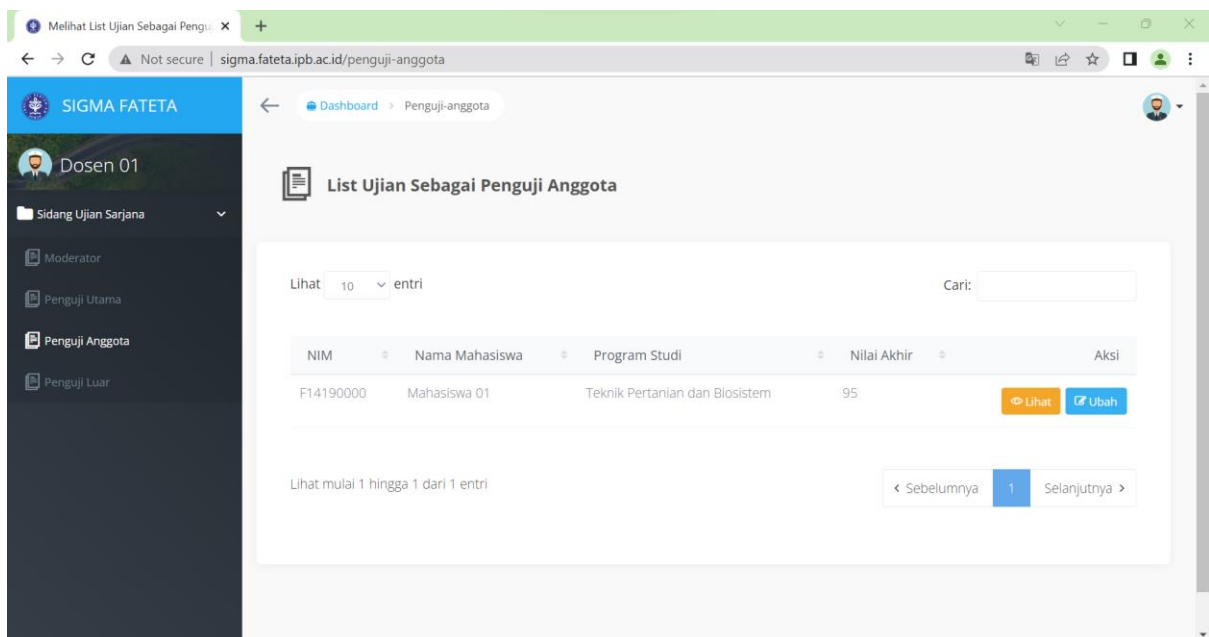 Melihat List Ujian Sebagai Pengu
Not secure | sigma.fateta.ipb.ac.id/penguji-anggota
SIGMA FATETA
Dashboard > Penguji-anggota
Dosen 01
List Ujian Sebagai Penguji Anggota
Sidang Ujian Sarjana
Moderator
Penguji Utama
Penguji Anggota
Penguji Luar
Lihat 10 entri
Cari:
NIM Nama Mahasiswa Program Studi Nilai Akhir Aksi
F14190000 Mahasiswa 01 Teknik Pertanian dan Biosistem 95 Lihat Ubah
Lihat mulai 1 hingga 1 dari 1 entri
Sebelumnya 1 Selanjutnya